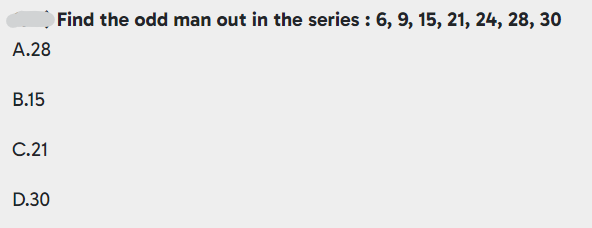 Find the odd man out in the series : 6, 9, 15, 21, 24, 28, 30
A.28
B.15
C.21
D.30